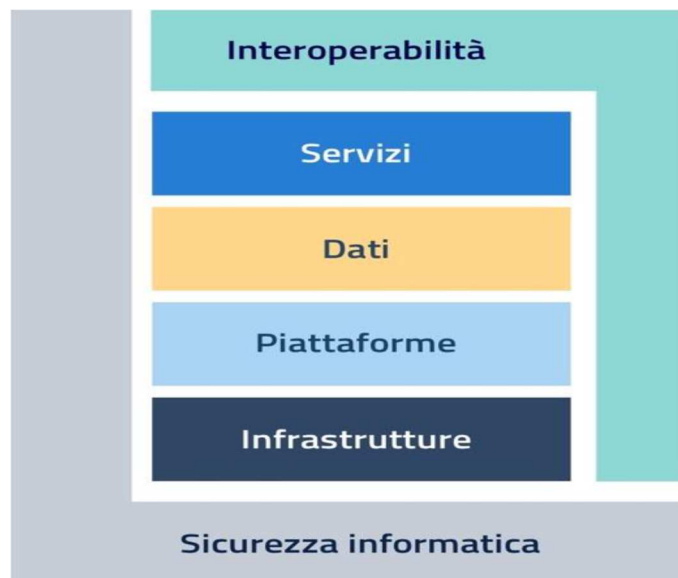 Interoperabilità
Servizi
Dati
Piattaforme
Infrastrutture
Sicurezza informatica